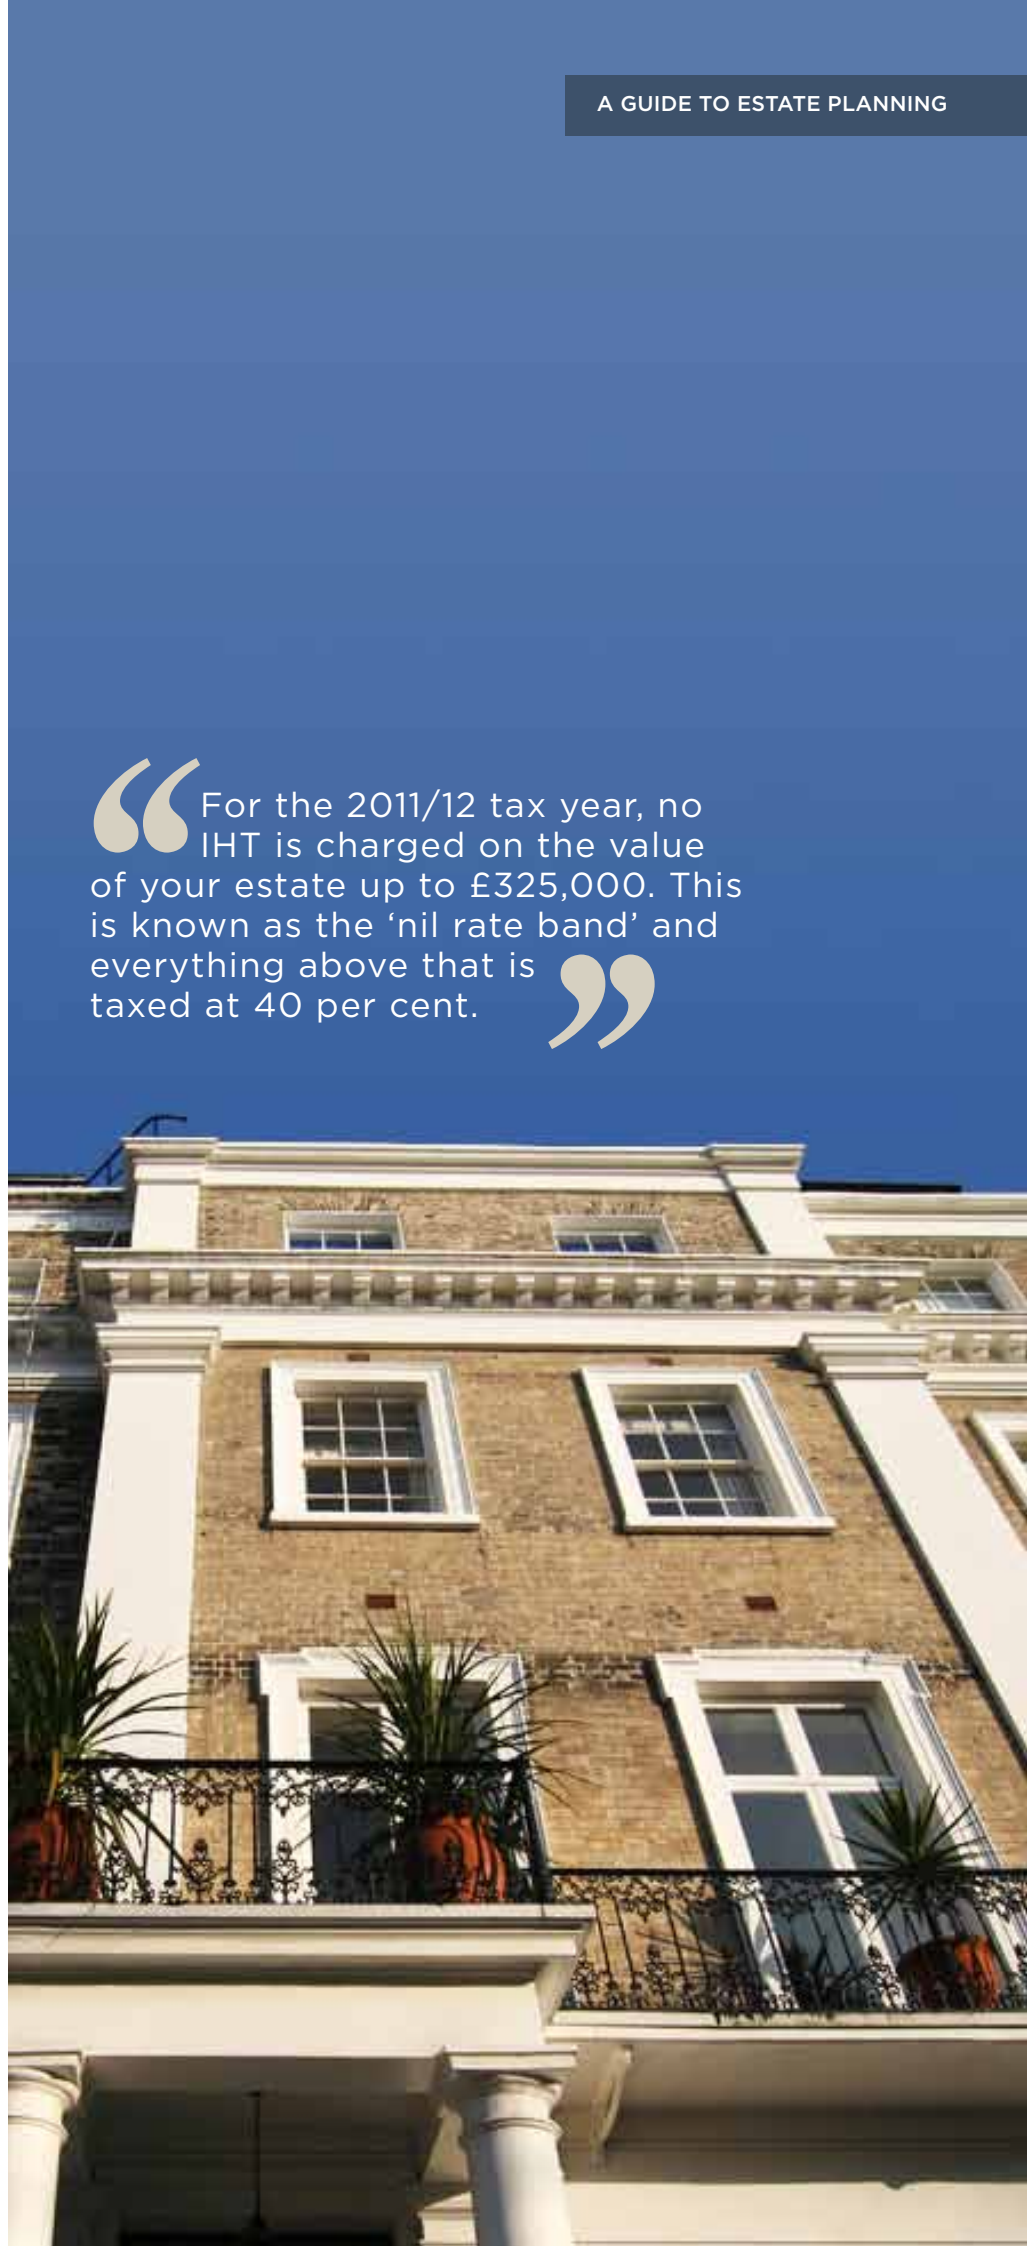 A GUIDE TO ESTATE PLANNING
“For the 2011/12 tax year, no
IHT is charged on the value
of your estate up to £325,000. This
is known as the ‘nil rate band’ and
everything above that is
taxed at 40 per cent.”